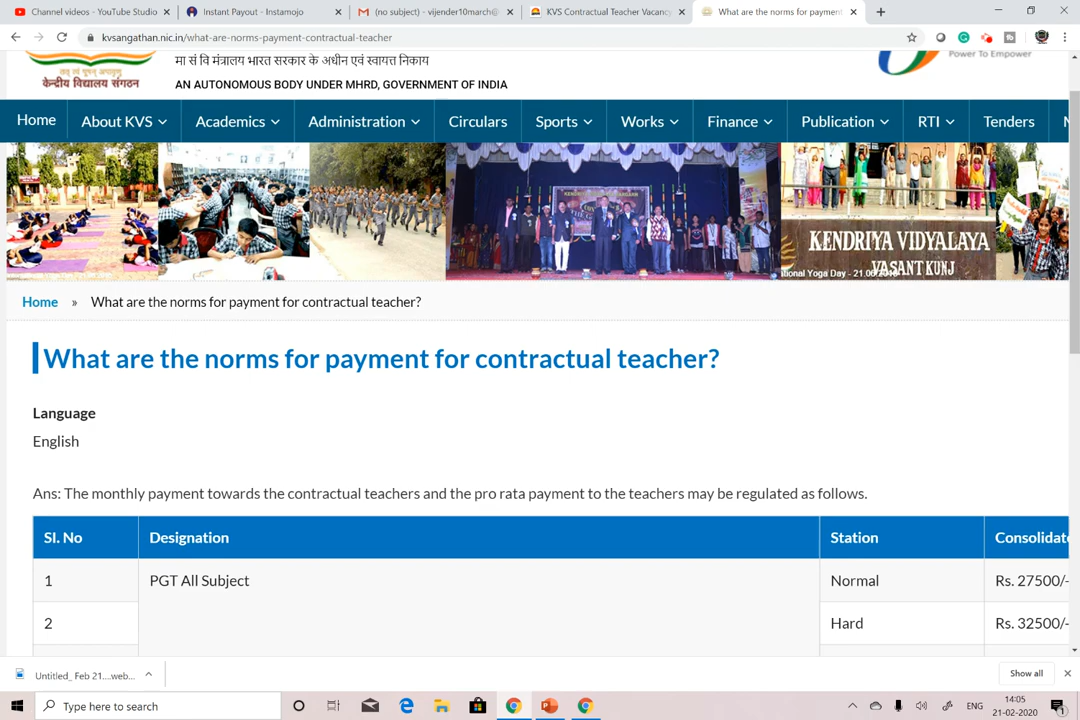 Channel videos - YouTube Studio
Instant Payout - Instamojo
(no subject) - vijender10march@
KVS Contractual Teacher Vacancy
What are the norms for payment
kvsangathan.nic.in/what-are-norms-payment-contractual-teacher
केन्द्रीय विद्यालय संगठन
मा सं वि मंत्रालय भारत सरकार के अधीन एवं स्वायत्त निकाय
AN AUTONOMOUS BODY UNDER MHRD, GOVERNMENT OF INDIA
Power To Empower
Home About KVS Academics Administration Circulars Sports Works Finance Publication RTI Tenders
KENDRIYA VIDYALAYA
VASANT KUNJ
Home » What are the norms for payment for contractual teacher?
What are the norms for payment for contractual teacher?
Language
English
Ans: The monthly payment towards the contractual teachers and the pro rata payment to the teachers may be regulated as follows.
SI. No Designation Station Consolidate
1 PGT All Subject Normal Rs. 27500/-
2 Hard Rs. 32500/-
Untitled_ Feb 21....web...
Show all
Type here to search
ENG
14:05
21-02-2020